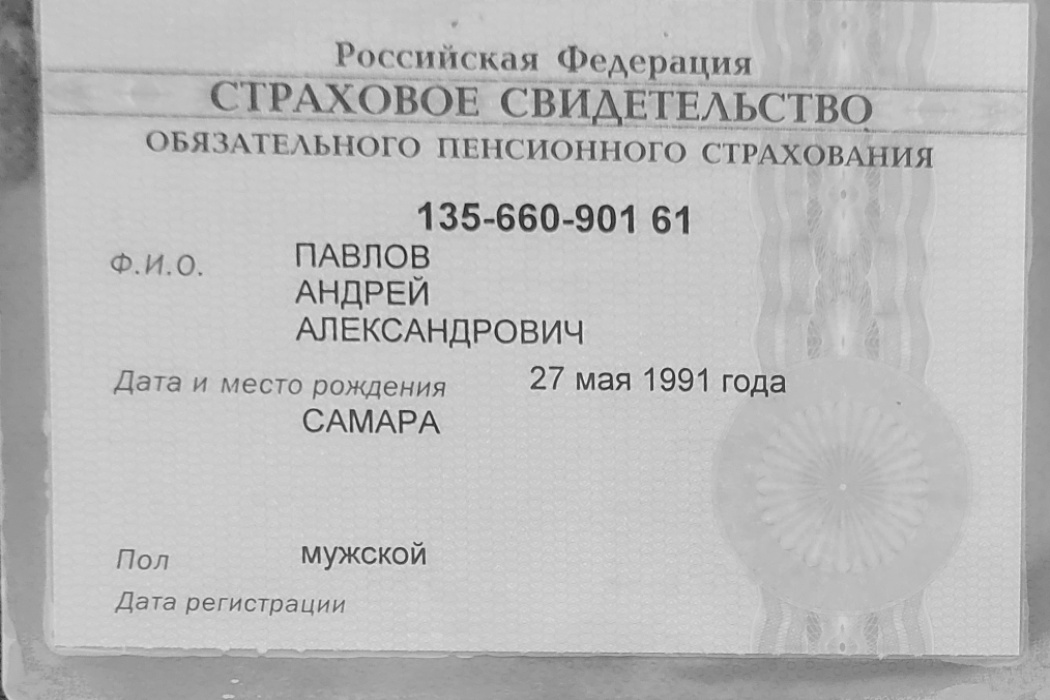 Российская Федерация
СТРАХОВОЕ СВИДЕТЕЛЬСТВО
ОБЯЗАТЕЛЬНОГО ПЕНСИОННОГО СТРАХОВАНИЯ
135-660-901 61
Ф.И.О. ПАВЛОВ
АНДРЕЙ
АЛЕКСАНДРОВИЧ
Дата и место рождения 27 мая 1991 года
САМАРА
Пол мужской
Дата регистрации